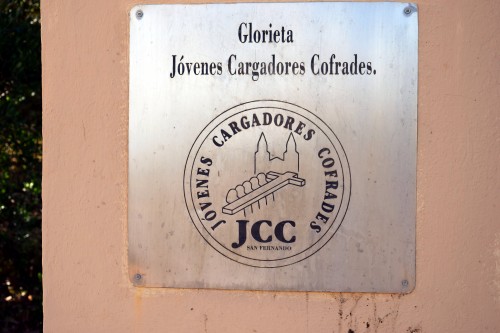 Glorieta
Jóvenes Cargadores Cofrades.
JÓVENES CARGADORES COFRADES
JCC
SAN FERNANDO